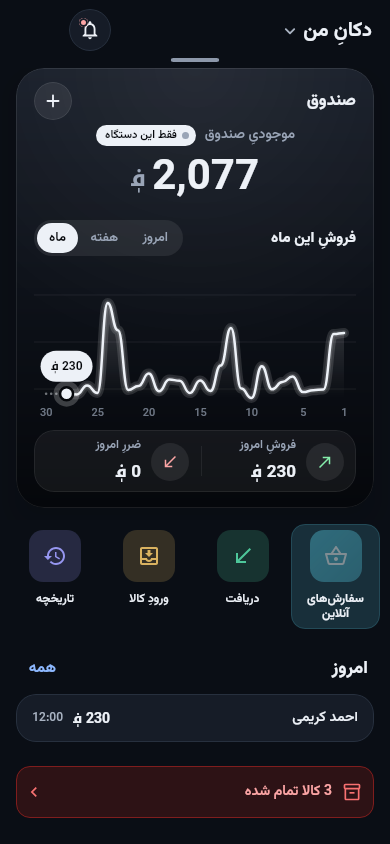 دکانِ من
صندوق
موجودیِ صندوق
فقط این دستگاه
2,077 ؋
فروشِ این ماه
امروز هفته ماه
230 ؋
1 5 10 15 20 25 30
فروشِ امروز
230 ؋
ضررِ امروز
0 ؋
سفارش‌های
آنلاین
دریافت
ورودِ کالا
تاریخچه
امروز
همه
احمد کریمی
230 ؋
12:00
3 کالا تمام شده